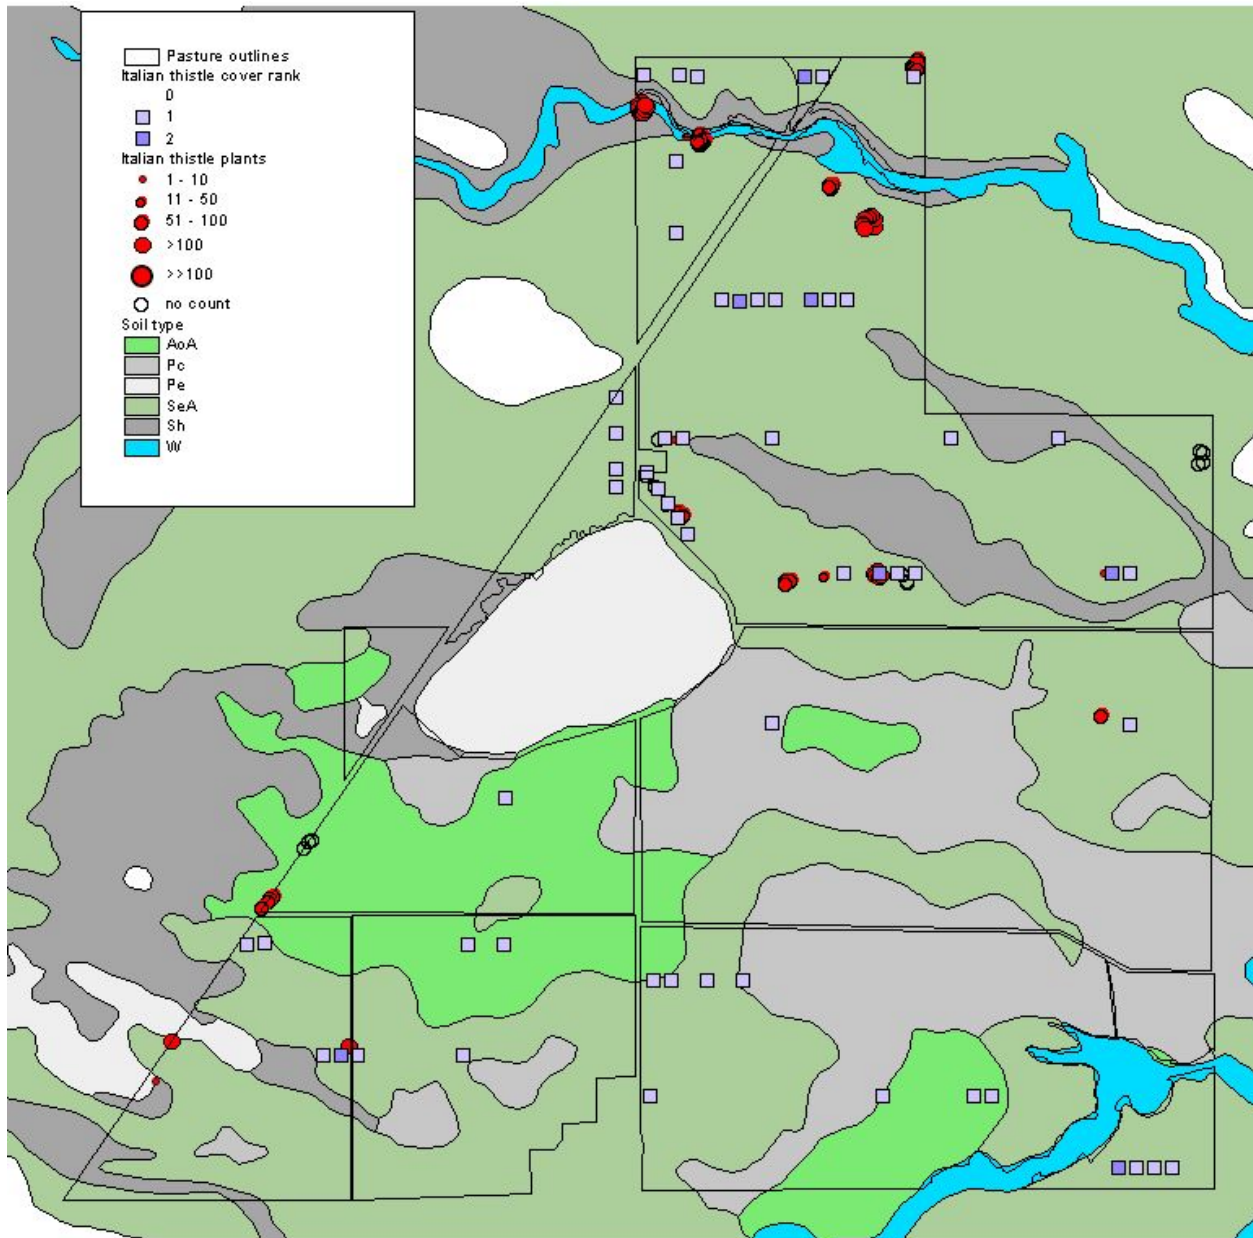 Pasture outlines
Italian thistle cover rank
0
1
2
Italian thistle plants
1 - 10
11 - 50
51 - 100
>100
>>100
no count
Soil type
AoA
Pc
Pe
SeA
Sh
W